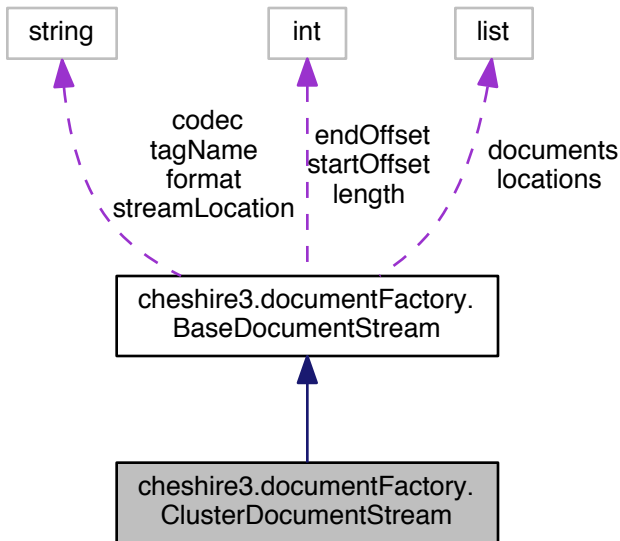 string
int
list
codec
tagName
format
streamLocation
endOffset
startOffset
length
documents
locations
cheshire3.documentFactory.
BaseDocumentStream
cheshire3.documentFactory.
ClusterDocumentStream